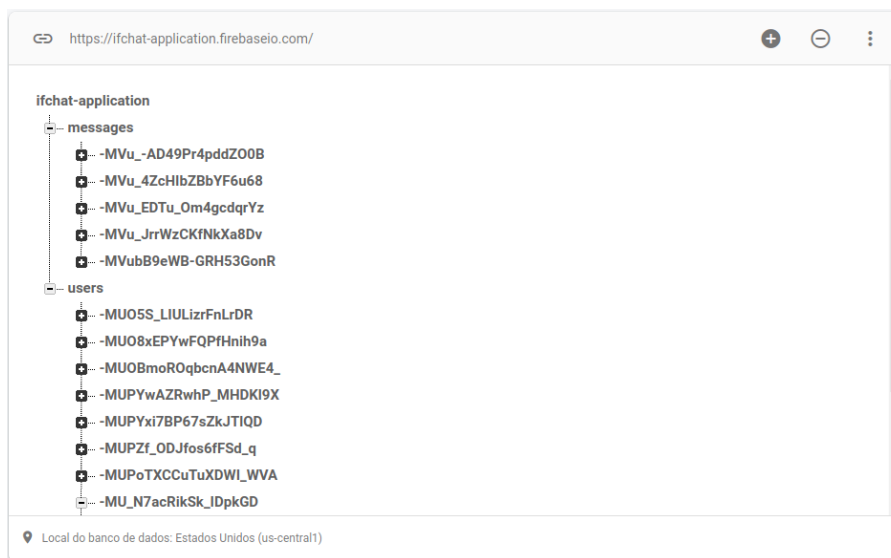 https://ifchat-application.firebaseio.com/
ifchat-application
messages
-MVu_-AD49Pr4pddZO0B
-MVu_4ZcHIbZBbYF6u68
-MVu_EDTu_Om4gcdqrYz
-MVu_JrrWzCKfNkXa8Dv
-MVubB9eWB-GRH53GonR
users
-MUO5S_LIULizrFnLrDR
-MUO8xEPYwFQPfHnih9a
-MUOBmoROqbcnA4NWE4_
-MUPYwAZRwhP_MHDKI9X
-MUPYxi7BP67sZkJTIQD
-MUPZf_ODJfos6fFSd_q
-MUPoTXCCuTuXDWI_WVA
-MU_N7acRikSk_IDpkGD
Local do banco de dados: Estados Unidos (us-central1)